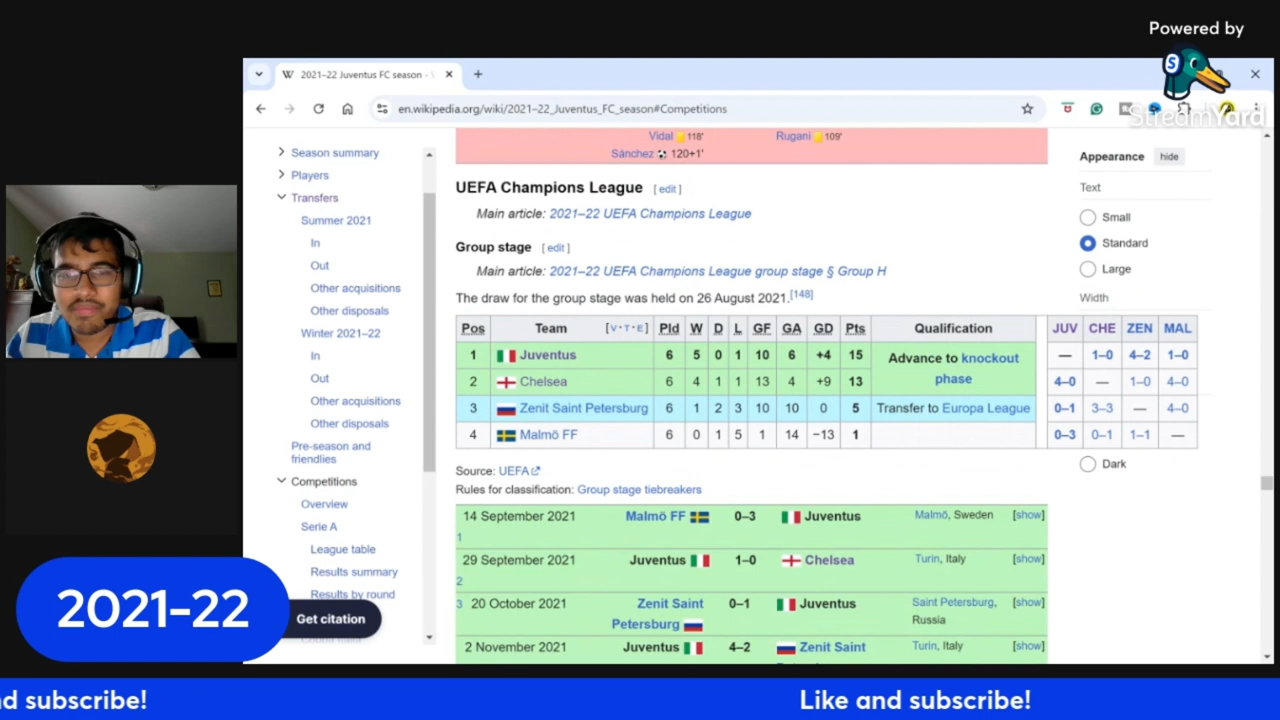 Powered by
StreamYard
2021–22 Juventus FC season -
en.wikipedia.org/wiki/2021–22_Juventus_FC_season#Competitions
Season summary
Players
Transfers
Summer 2021
In
Out
Other acquisitions
Other disposals
Winter 2021–22
In
Out
Other acquisitions
Other disposals
Pre-season and
friendlies
Competitions
Overview
Serie A
League table
Results summary
Results by round
Get citation
Vidal 118' Rugani 109'
Sánchez 120+1'
UEFA Champions League [ edit ]
Main article: 2021–22 UEFA Champions League
Group stage [ edit ]
Main article: 2021–22 UEFA Champions League group stage § Group H
The draw for the group stage was held on 26 August 2021.[148]
Pos Team [V·T·E] Pld W D L GF GA GD Pts Qualification JUV CHE ZEN MAL
1 Juventus 6 5 0 1 10 6 +4 15 Advance to knockout phase — 1–0 4–2 1–0
2 Chelsea 6 4 1 1 13 4 +9 13 4–0 — 1–0 4–0
3 Zenit Saint Petersburg 6 1 2 3 10 10 0 5 Transfer to Europa League 0–1 3–3 — 4–0
4 Malmö FF 6 0 1 5 1 14 −13 1 0–3 0–1 1–1 —
Source: UEFA
Rules for classification: Group stage tiebreakers
14 September 2021 Malmö FF 0–3 Juventus Malmö, Sweden [show]
1
29 September 2021 Juventus 1–0 Chelsea Turin, Italy [show]
2
3 20 October 2021 Zenit Saint 0–1 Juventus Saint Petersburg, [show]
Petersburg Russia
2 November 2021 Juventus 4–2 Zenit Saint Turin, Italy [show]
Appearance hide
Text
Small
Standard
Large
Width
Dark
2021-22
nd subscribe! Like and subscribe!